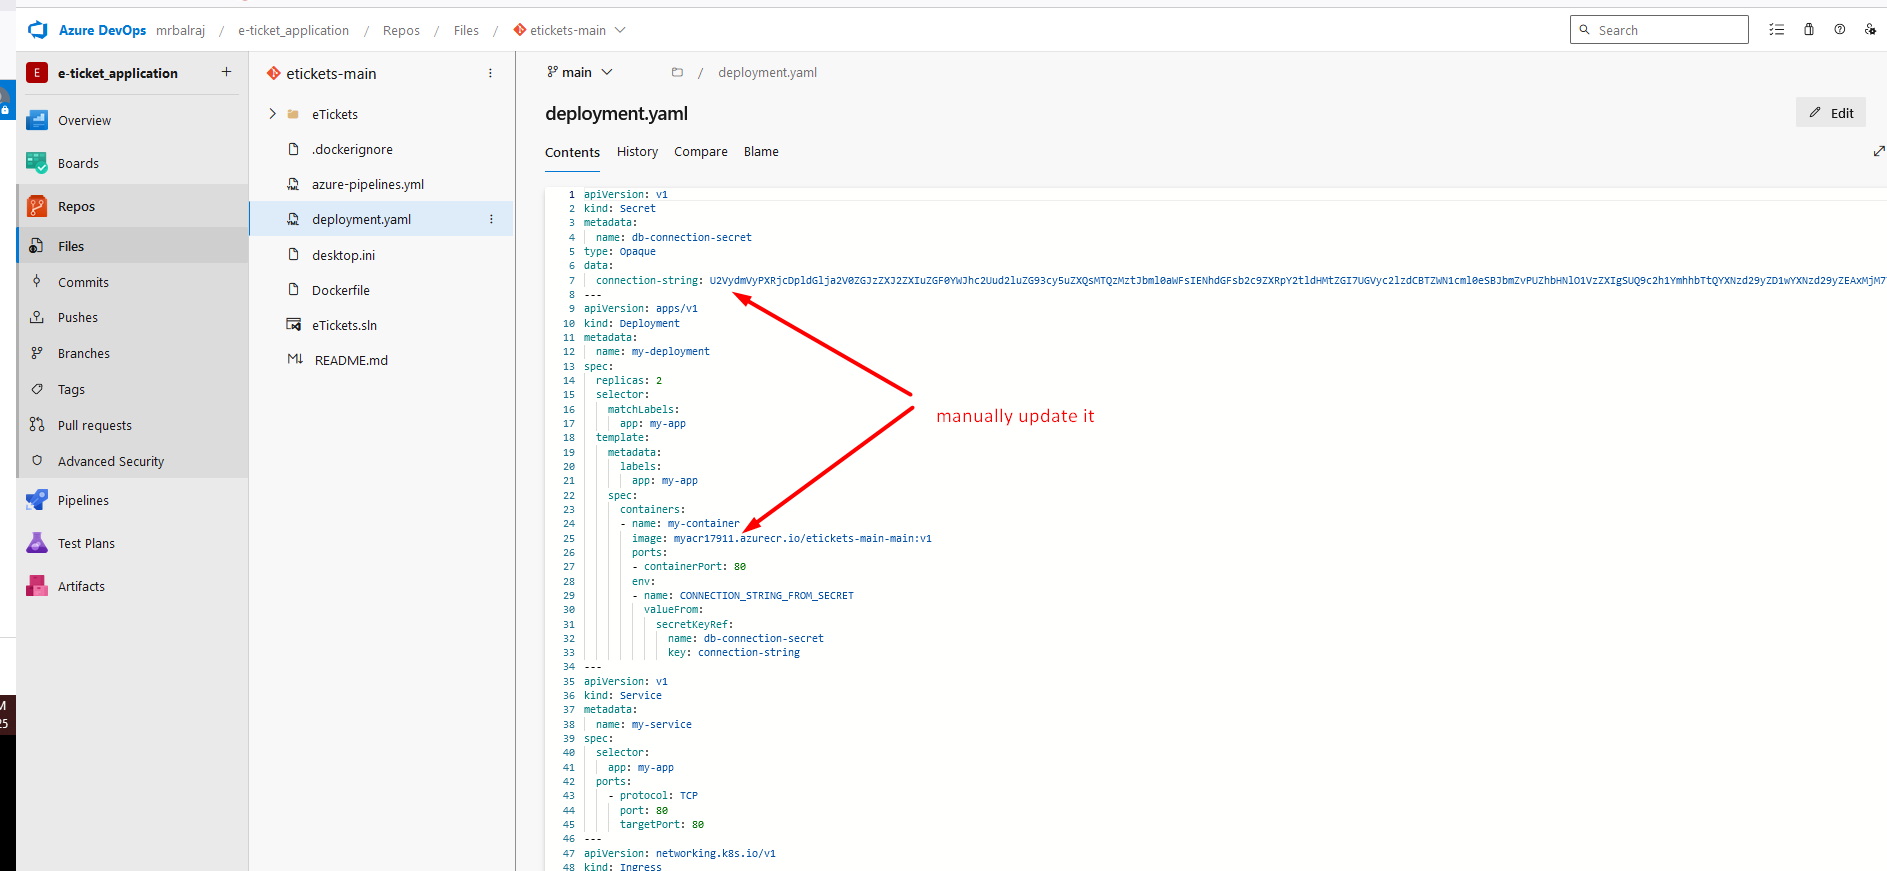 Azure DevOps mrbalraj / e-ticket_application / Repos / Files / etickets-main
Search
E e-ticket_application +
Overview
Boards
Repos
Files
Commits
Pushes
Branches
Tags
Pull requests
Advanced Security
Pipelines
Test Plans
Artifacts
etickets-main
eTickets
.dockerignore
azure-pipelines.yml
deployment.yaml
desktop.ini
Dockerfile
eTickets.sln
README.md
main
/ deployment.yaml
deployment.yaml
Edit
Contents History Compare Blame
1 apiVersion: v1
2 kind: Secret
3 metadata:
4 name: db-connection-secret
5 type: Opaque
6 data:
7 connection-string: U2VydmVyPXRjcDpldGlja2V0ZGJzZXJ2ZXIuZGF0YWJhc2Uud2luZG93cy5uZXQsMTQzMztJbml0aWFsIENhdGFsb2c9ZXRpY2tldHMtZGI7UGVyc2lzdCBTZWN1cml0eSBJbmZvPUZhbHNlO1VzZXIgSUQ9c2h1YmhhbTtQYXNzd29yZD1wYXNzd29yZEAxMjM7
8 ---
9 apiVersion: apps/v1
10 kind: Deployment
11 metadata:
12 name: my-deployment
13 spec:
14 replicas: 2
15 selector:
16 matchLabels:
17 app: my-app
18 template:
19 metadata:
20 labels:
21 app: my-app
22 spec:
23 containers:
24 - name: my-container
25 image: myacr17911.azurecr.io/etickets-main-main:v1
26 ports:
27 - containerPort: 80
28 env:
29 - name: CONNECTION_STRING_FROM_SECRET
30 valueFrom:
31 secretKeyRef:
32 name: db-connection-secret
33 key: connection-string
34 ---
35 apiVersion: v1
36 kind: Service
37 metadata:
38 name: my-service
39 spec:
40 selector:
41 app: my-app
42 ports:
43 - protocol: TCP
44 port: 80
45 targetPort: 80
46 ---
47 apiVersion: networking.k8s.io/v1
48 kind: Ingress
manually update it
M
25